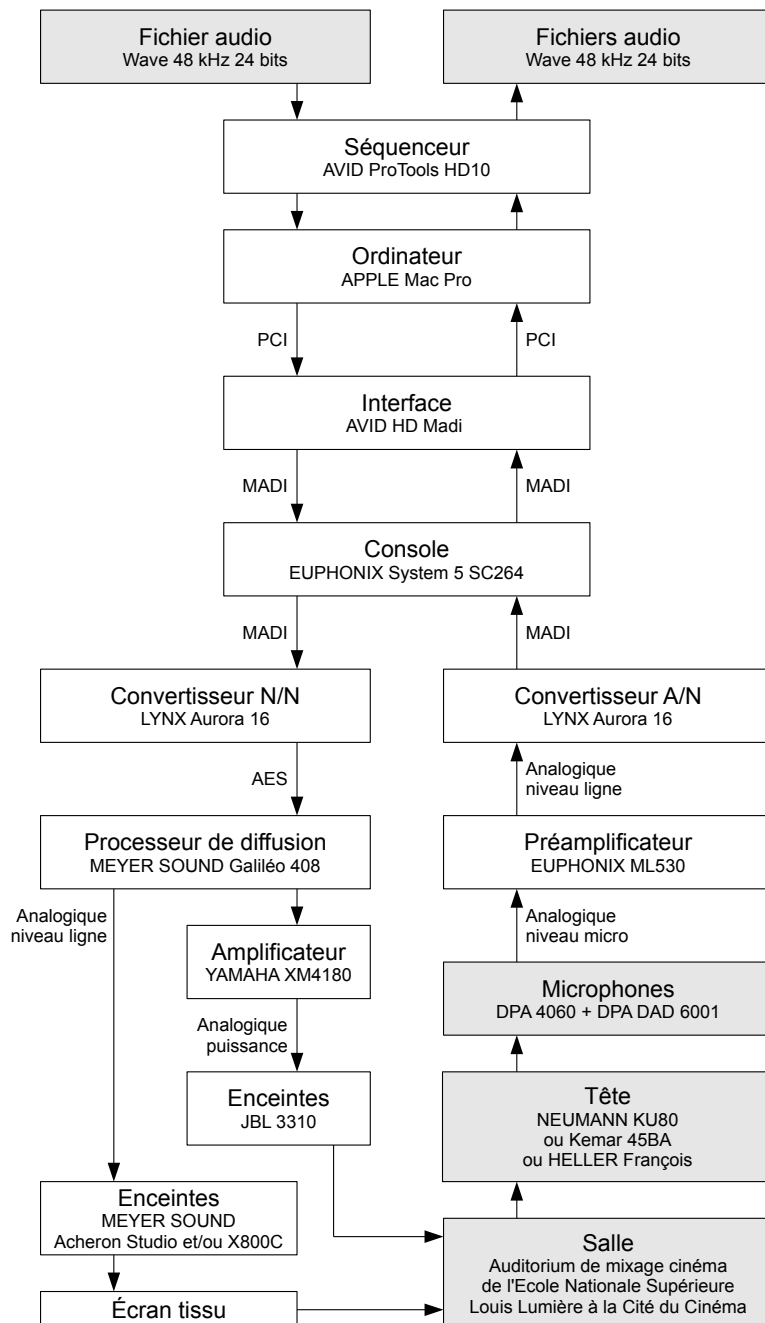 Fichier audio
Wave 48 kHz 24 bits
Fichiers audio
Wave 48 kHz 24 bits
Séquenceur
AVID ProTools HD10
Ordinateur
APPLE Mac Pro
PCI
PCI
Interface
AVID HD Madi
MADI
MADI
Console
EUPHONIX System 5 SC264
MADI
MADI
Convertisseur N/N
LYNX Aurora 16
Convertisseur A/N
LYNX Aurora 16
AES
Analogique
niveau ligne
Processeur de diffusion
MEYER SOUND Galiléo 408
Préamplificateur
EUPHONIX ML530
Analogique
niveau ligne
Analogique
niveau micro
Amplificateur
YAMAHA XM4180
Microphones
DPA 4060 + DPA DAD 6001
Analogique
puissance
Enceintes
JBL 3310
Tête
NEUMANN KU80
ou Kemar 45BA
ou HELLER François
Enceintes
MEYER SOUND
Acheron Studio et/ou X800C
Salle
Auditorium de mixage cinéma
de l'Ecole Nationale Supérieure
Louis Lumière à la Cité du Cinéma
Écran tissu